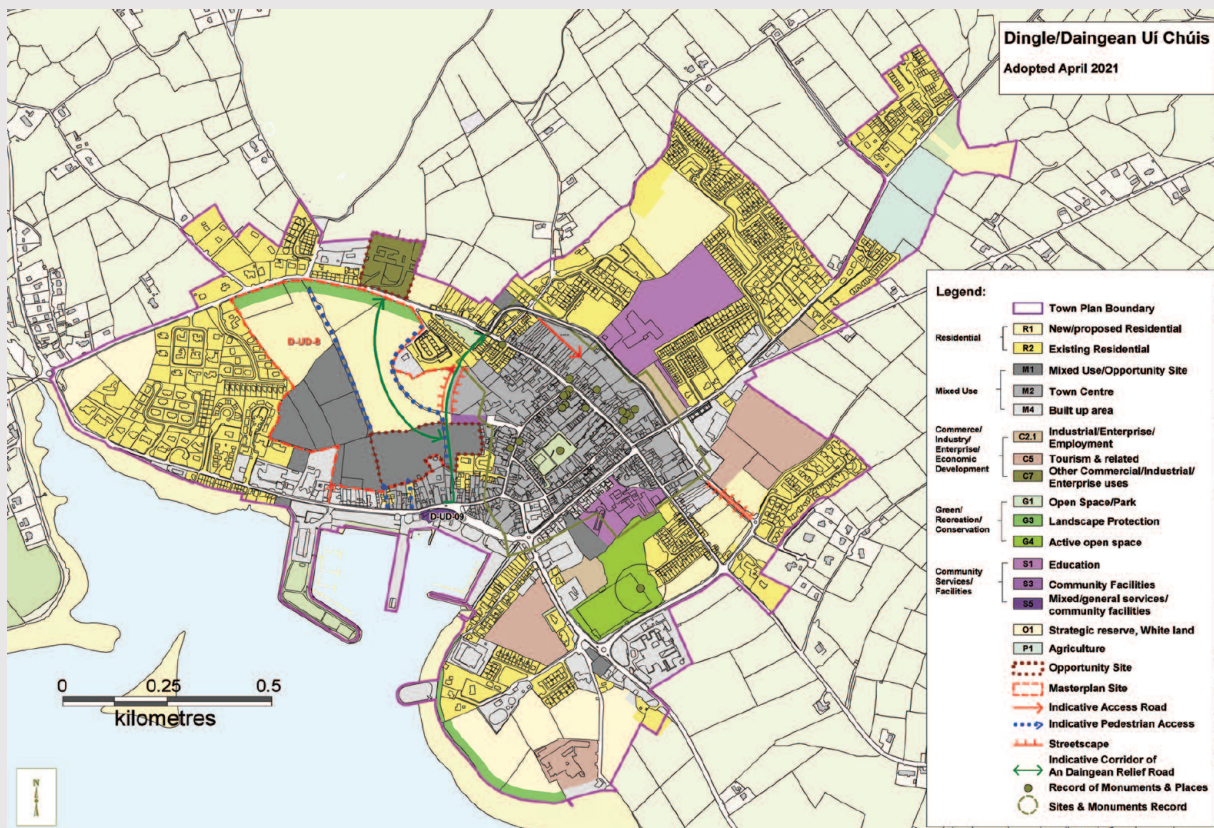 Dingle/Daingean Uí Chúis
Adopted April 2021
D-UD-8
D-UD-09
0 0.25 0.5
kilometres
N
Legend:
Town Plan Boundary
Residential
R1 New/proposed Residential
R2 Existing Residential
Mixed Use
M1 Mixed Use/Opportunity Site
M2 Town Centre
M4 Built up area
Commerce/
Industry/
Enterprise/
Economic
Development
C2.1 Industrial/Enterprise/
Employment
C5 Tourism & related
C7 Other Commercial/Industrial/
Enterprise uses
Green/
Recreation/
Conservation
G1 Open Space/Park
G3 Landscape Protection
G4 Active open space
Community
Services/
Facilities
S1 Education
S3 Community Facilities
S5 Mixed/general services/
community facilities
O1 Strategic reserve, White land
P1 Agriculture
Opportunity Site
Masterplan Site
Indicative Access Road
Indicative Pedestrian Access
Streetscape
Indicative Corridor of
An Daingean Relief Road
Record of Monuments & Places
Sites & Monuments Record